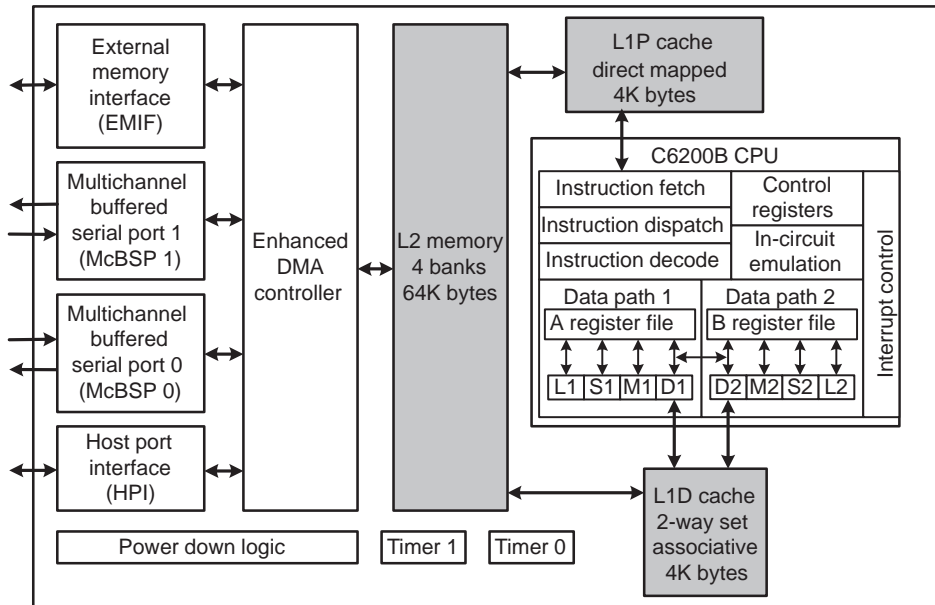 External
memory
interface
(EMIF)
Multichannel
buffered
serial port 1
(McBSP 1)
Multichannel
buffered
serial port 0
(McBSP 0)
Host port
interface
(HPI)
Power down logic
Enhanced
DMA
controller
L2 memory
4 banks
64K bytes
Timer 1
Timer 0
L1P cache
direct mapped
4K bytes
C6200B CPU
Instruction fetch
Instruction dispatch
Instruction decode
Control
registers
In-circuit
emulation
Interrupt control
Data path 1
A register file
L1 S1 M1 D1
Data path 2
B register file
D2 M2 S2 L2
L1D cache
2-way set
associative
4K bytes